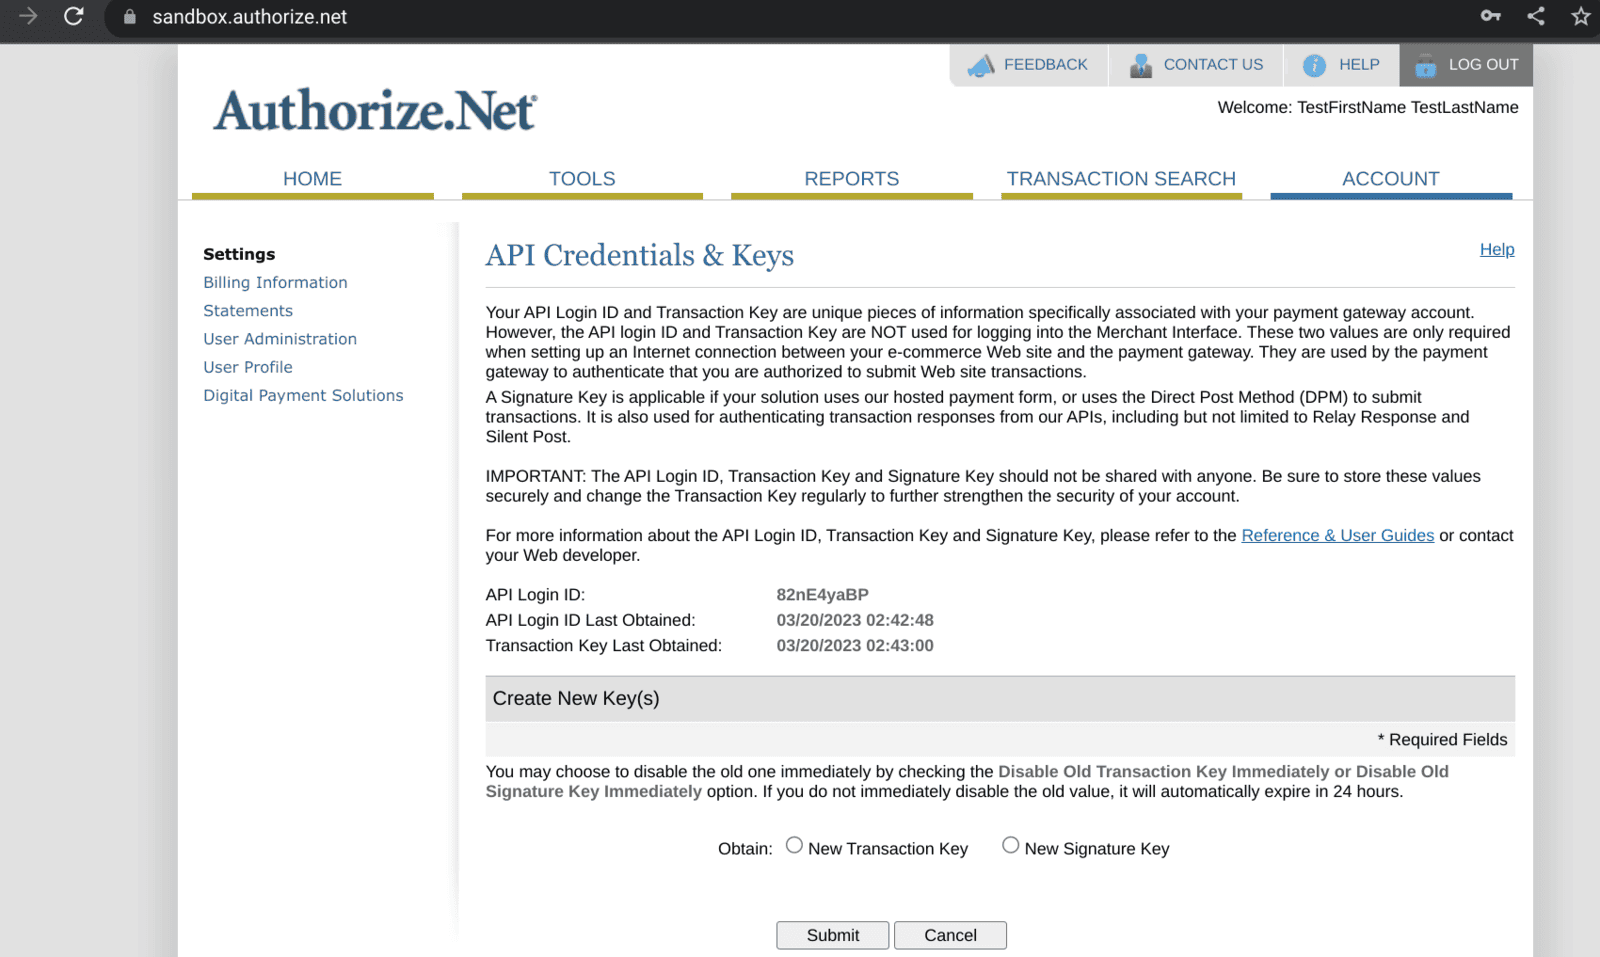 sandbox.authorize.net
FEEDBACK
CONTACT US
HELP
LOG OUT
Authorize.Net®
Welcome: TestFirstName TestLastName
HOME
TOOLS
REPORTS
TRANSACTION SEARCH
ACCOUNT
Settings
Billing Information
Statements
User Administration
User Profile
Digital Payment Solutions
API Credentials & Keys
Help
Your API Login ID and Transaction Key are unique pieces of information specifically associated with your payment gateway account.
However, the API login ID and Transaction Key are NOT used for logging into the Merchant Interface. These two values are only required
when setting up an Internet connection between your e-commerce Web site and the payment gateway. They are used by the payment
gateway to authenticate that you are authorized to submit Web site transactions.
A Signature Key is applicable if your solution uses our hosted payment form, or uses the Direct Post Method (DPM) to submit
transactions. It is also used for authenticating transaction responses from our APIs, including but not limited to Relay Response and
Silent Post.
IMPORTANT: The API Login ID, Transaction Key and Signature Key should not be shared with anyone. Be sure to store these values
securely and change the Transaction Key regularly to further strengthen the security of your account.
For more information about the API Login ID, Transaction Key and Signature Key, please refer to the Reference & User Guides or contact
your Web developer.
API Login ID: 82nE4yaBP
API Login ID Last Obtained: 03/20/2023 02:42:48
Transaction Key Last Obtained: 03/20/2023 02:43:00
Create New Key(s)
* Required Fields
You may choose to disable the old one immediately by checking the Disable Old Transaction Key Immediately or Disable Old
Signature Key Immediately option. If you do not immediately disable the old value, it will automatically expire in 24 hours.
Obtain: New Transaction Key New Signature Key
Submit
Cancel